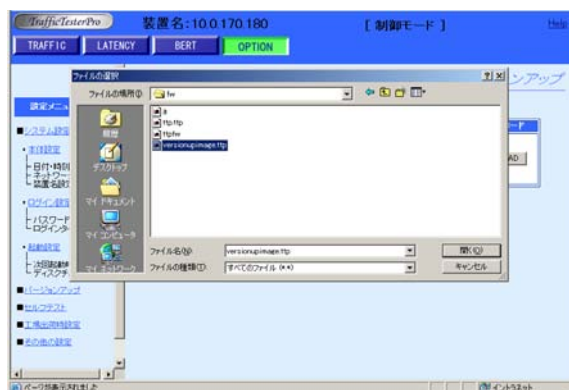 TrafficTesterPro
装置名:10.0.170.180
[ 制御モード ]
Help
TRAFFIC
LATENCY
BERT
OPTION
ファイルの選択
ファイルの場所(I):
fw
履歴
デスクトップ
マイ ドキュメント
マイ コンピュータ
マイ ネットワーク
a
ttp.ttp
ttpfw
versionupimage.ttp
ファイル名(N):
versionupimage.ttp
開く(O)
ファイルの種類(T):
すべてのファイル (*.*)
キャンセル
設定メニュ
システム設定
本体設定
日付・時刻
ネットワー
装置名設
ログイン設定
パスワード
ログインタ
起動設定
次回起動
ディスクチ
バージョンアップ
セルフテスト
工場出荷時設定
その他の設定
ンアップ
AD
ページが表示されました
イントラネット